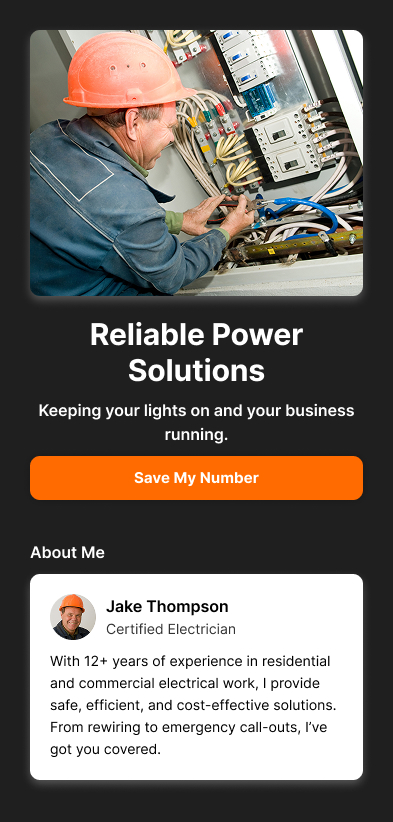 Reliable Power
Solutions
Keeping your lights on and your business
running.
Save My Number
About Me
Jake Thompson
Certified Electrician
With 12+ years of experience in residential
and commercial electrical work, I provide
safe, efficient, and cost-effective solutions.
From rewiring to emergency call-outs, I’ve
got you covered.